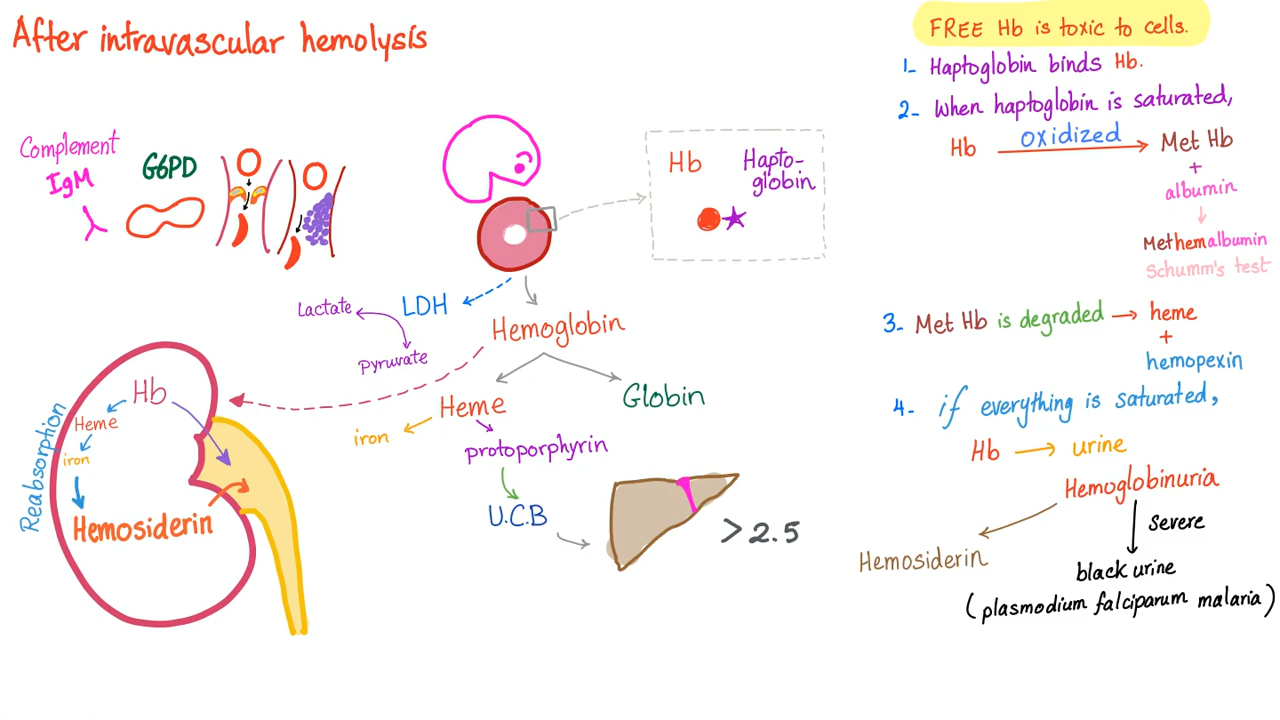 After intravascular hemolysis
Complement
IgM
G6PD
Hb
Hapto-
globin
LDH
Lactate
Pyruvate
Hemoglobin
Heme
Globin
iron
protoporphyrin
U.C.B
>2.5
Reabsorption
Hb
Heme
iron
Hemosiderin
FREE Hb is toxic to cells.
1- Haptoglobin binds Hb.
2- When haptoglobin is saturated,
Hb oxidized Met Hb
+
albumin
Methemalbumin
Schumm's test
3- Met Hb is degraded → heme
+
hemopexin
4- if everything is saturated,
Hb → urine
Hemoglobinuria
severe
Hemosiderin
black urine
(plasmodium falciparum malaria)